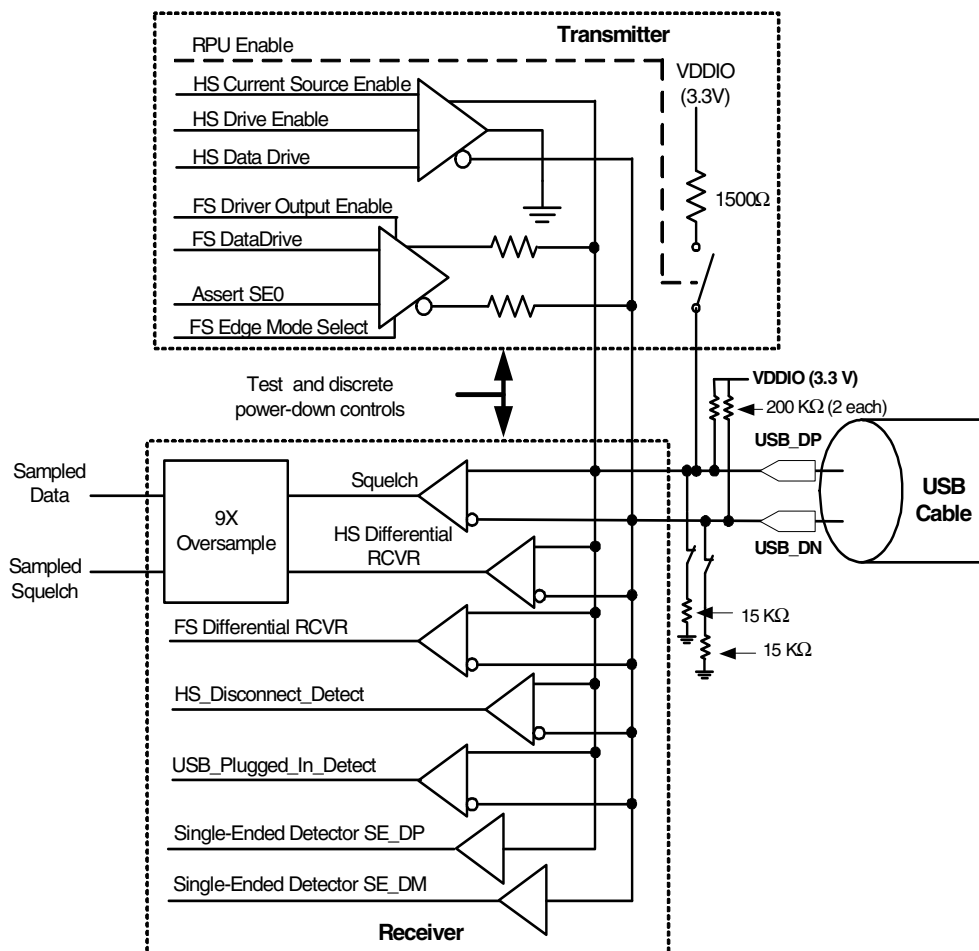 Transmitter
RPU Enable
VDDIO
(3.3V)
HS Current Source Enable
HS Drive Enable
HS Data Drive
1500Ω
FS Driver Output Enable
FS DataDrive
Assert SE0
FS Edge Mode Select
Test and discrete
power-down controls
VDDIO (3.3 V)
200 KΩ (2 each)
USB_DP
USB
Cable
USB_DN
15 KΩ
15 KΩ
Sampled
Data
Squelch
9X
Oversample
HS Differential
RCVR
Sampled
Squelch
FS Differential RCVR
HS_Disconnect_Detect
USB_Plugged_In_Detect
Single-Ended Detector SE_DP
Single-Ended Detector SE_DM
Receiver